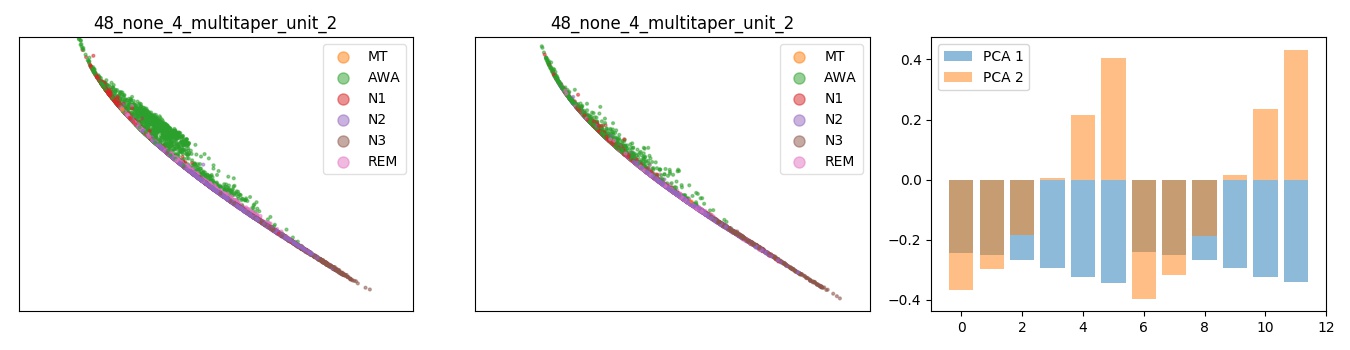 48_none_4_multitaper_unit_2
MT
AWA
N1
N2
N3
REM
48_none_4_multitaper_unit_2
MT
AWA
N1
N2
N3
REM
PCA 1
PCA 2
0.4
0.2
0.0
−0.2
−0.4
0 2 4 6 8 10 12